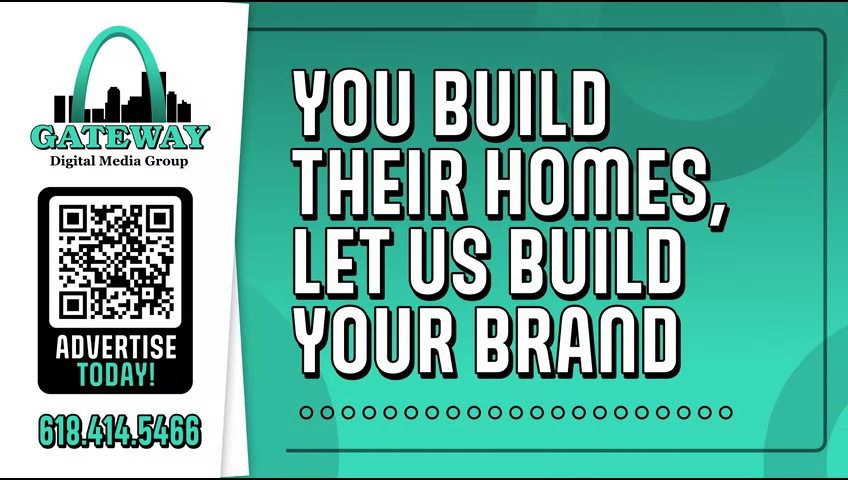 GATEWAY
Digital Media Group
ADVERTISE
TODAY!
618.414.5466
YOU BUILD
THEIR HOMES,
LET US BUILD
YOUR BRAND